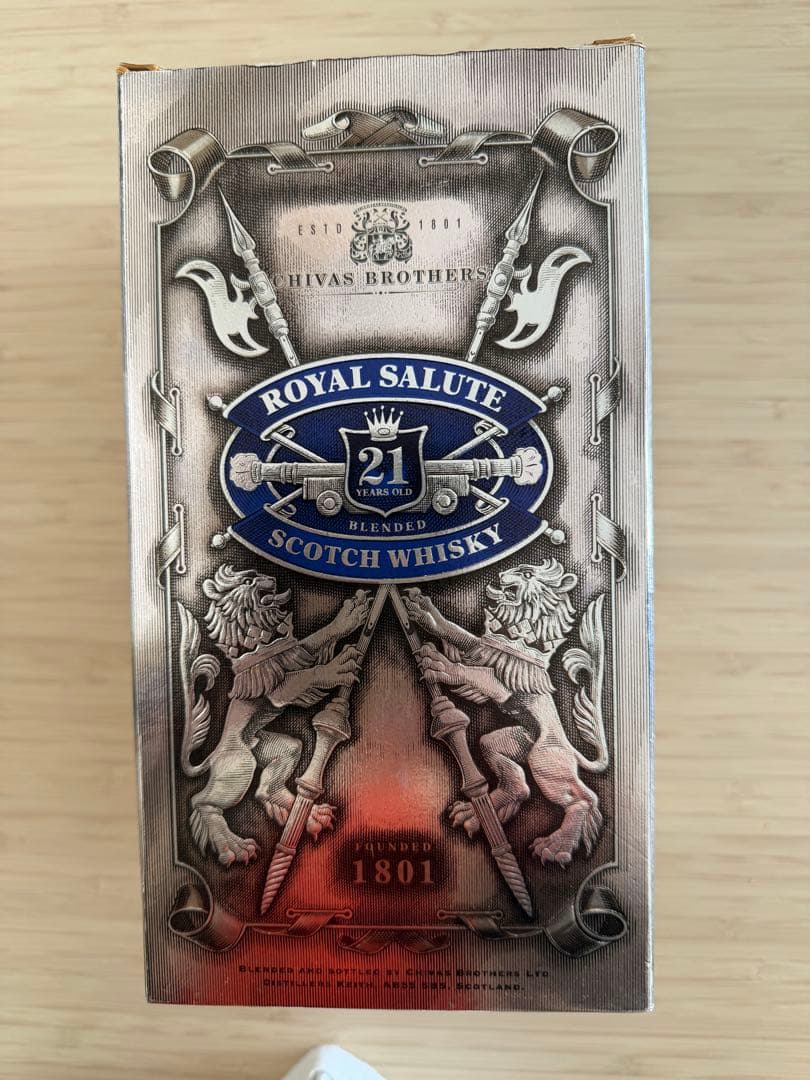 ESTD 1801
CHIVAS BROTHERS
ROYAL SALUTE
21
YEARS OLD
BLENDED
SCOTCH WHISKY
FOUNDED
1801
BLENDED AND BOTTLED BY CHIVAS BROTHERS LTD
DISTILLERS KEITH, AB55 5BS, SCOTLAND.